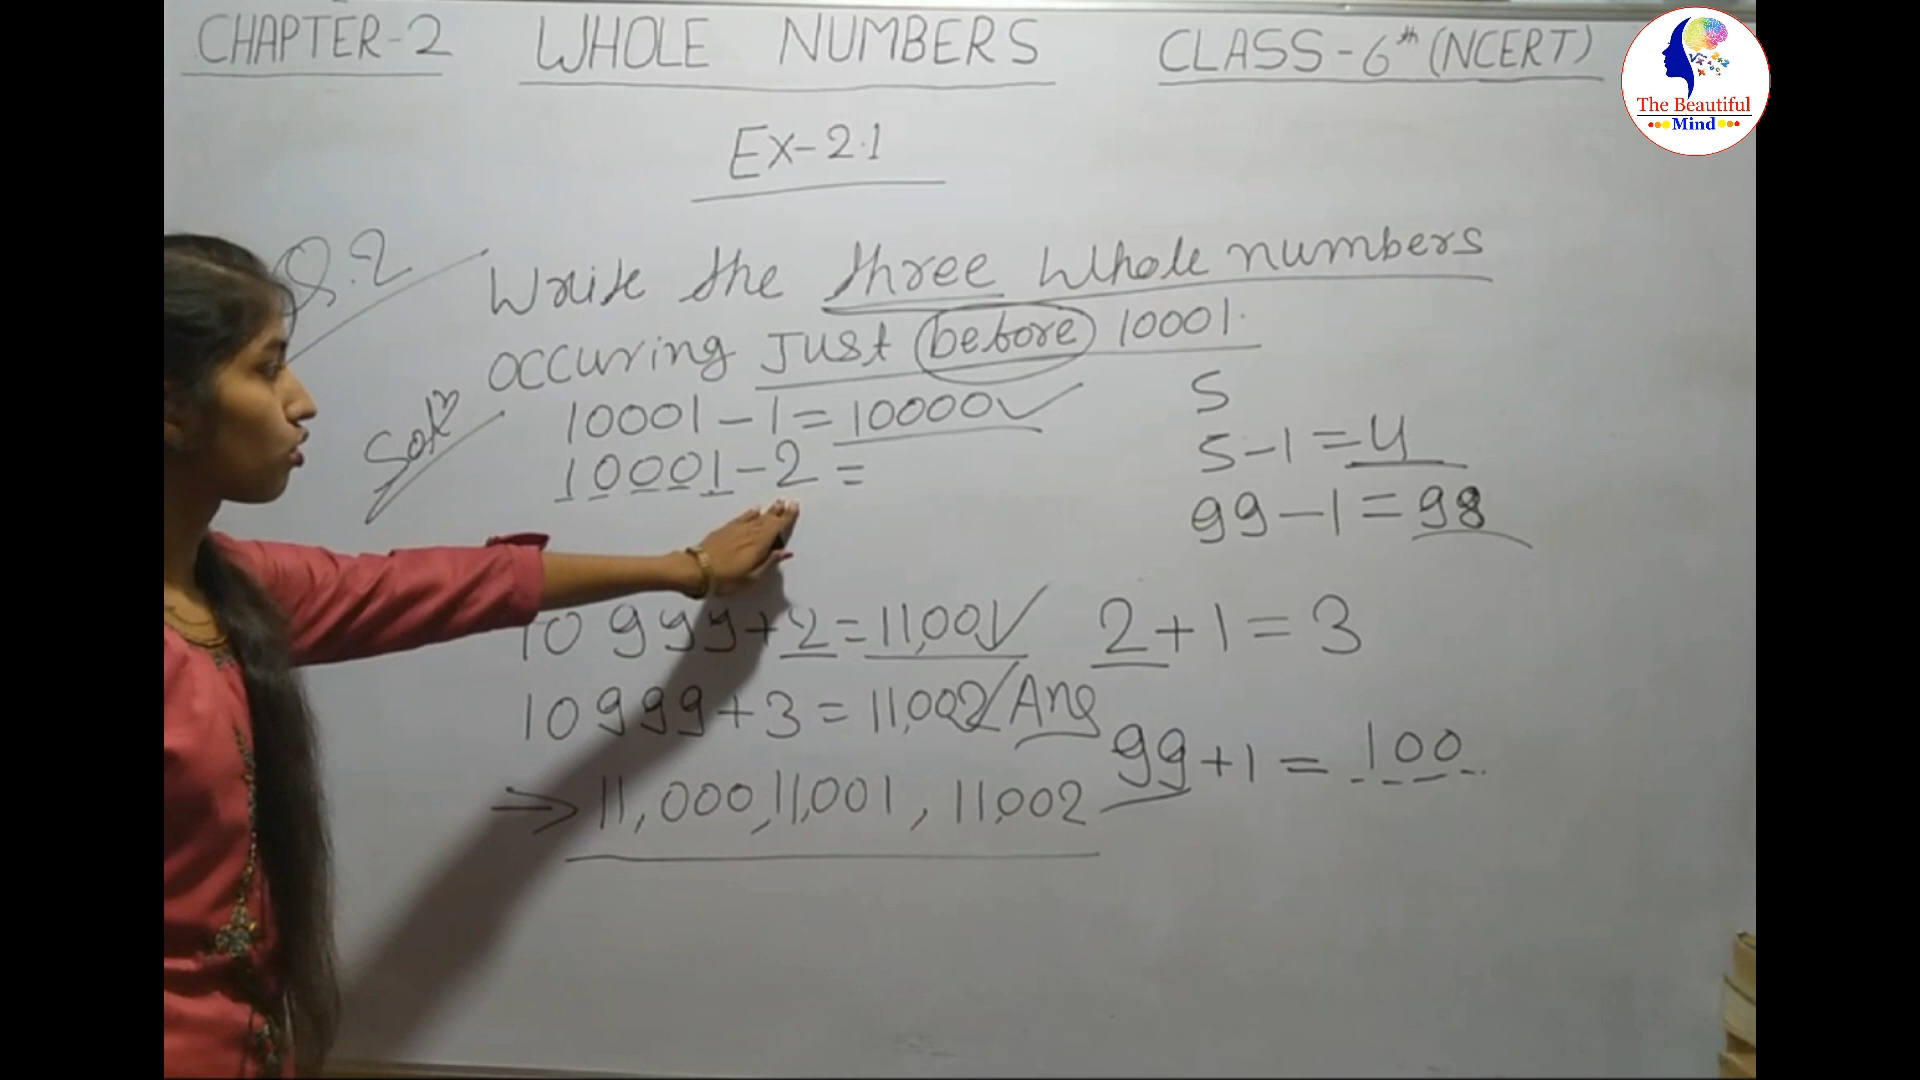 CHAPTER-2 WHOLE NUMBERS CLASS-6th (NCERT)
The Beautiful
Mind
Ex-2.1
Q.2 Write the three Whole numbers
occuring Just before 10001.
Soln 10001-1=10000
10001-2=
5
5-1=4
99-1=98
10999+2=11,001
2+1=3
10999+3=11,002 Ans
99+1=100
→11,000,11,001, 11,002